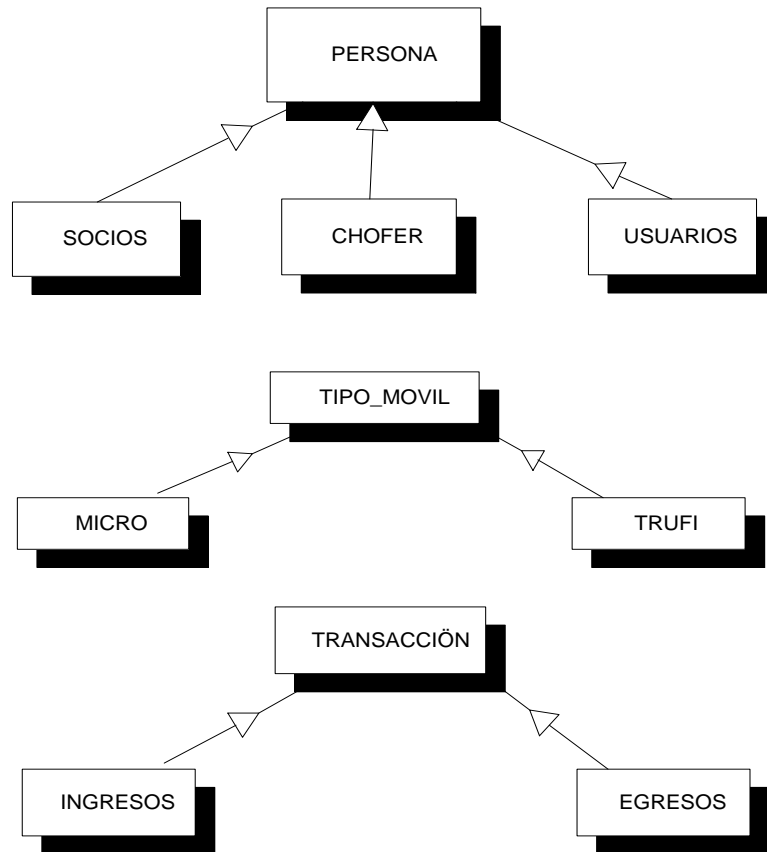 PERSONA
SOCIOS
CHOFER
USUARIOS
TIPO_MOVIL
MICRO
TRUFI
TRANSACCIÖN
INGRESOS
EGRESOS